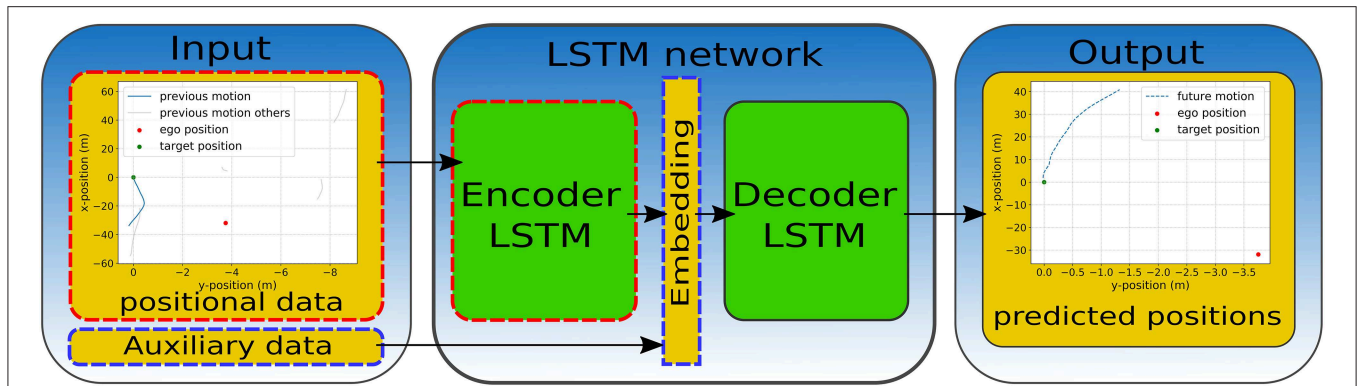 Input
60
40
20
0
−20
−40
−60
x-position (m)
previous motion
previous motion others
ego position
target position
0
−2
−4
−6
−8
y-position (m)
positional data
Auxiliary data
LSTM network
Encoder
LSTM
Embedding
Decoder
LSTM
Output
40
30
20
10
0
−10
−20
−30
x-position (m)
future motion
ego position
target position
0.0
−0.5
−1.0
−1.5
−2.0
−2.5
−3.0
−3.5
y-position (m)
predicted positions